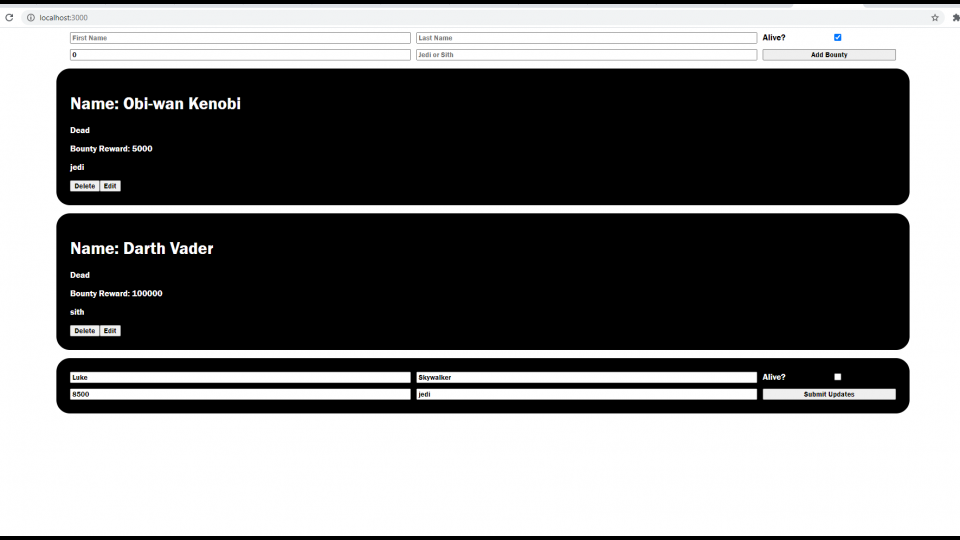 localhost:3000
First Name Last Name Alive?
0 Jedi or Sith Add Bounty
Name: Obi-wan Kenobi
Dead
Bounty Reward: 5000
jedi
Delete Edit
Name: Darth Vader
Dead
Bounty Reward: 100000
sith
Delete Edit
Luke Skywalker Alive?
8500 jedi Submit Updates